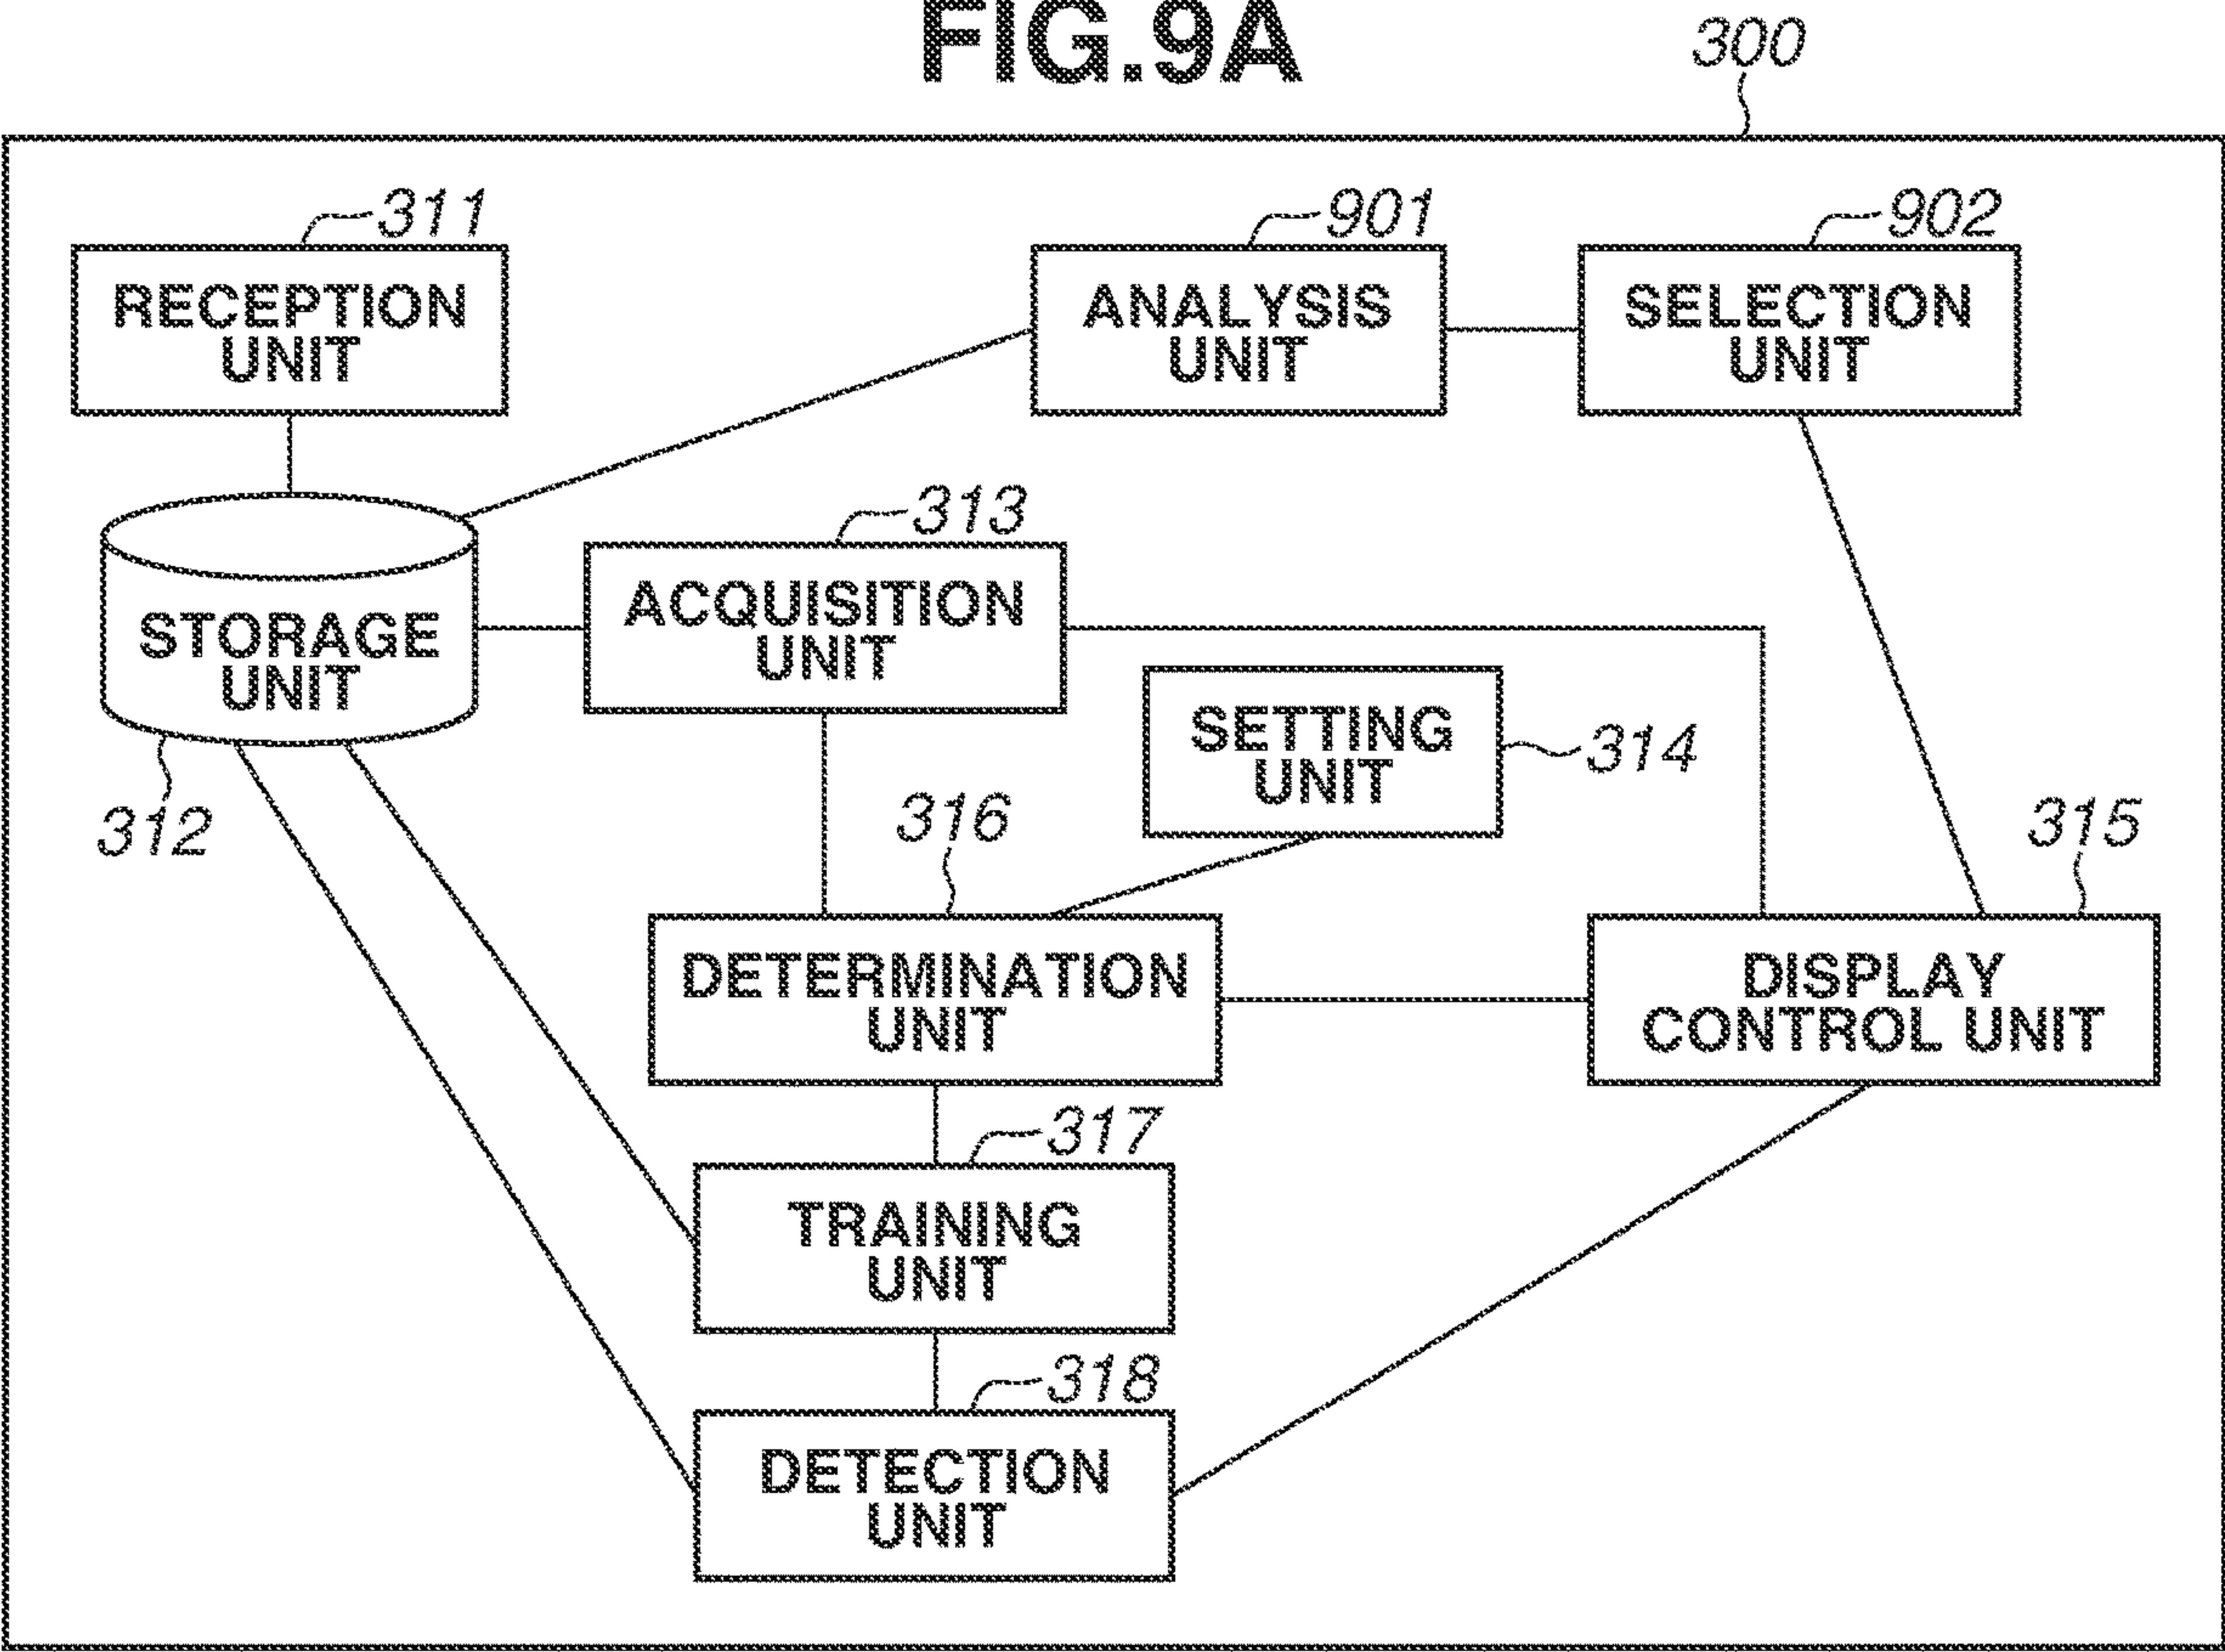 FIG.9A
300
311
901
902
RECEPTION
UNIT
ANALYSIS
UNIT
SELECTION
UNIT
313
ACQUISITION
UNIT
STORAGE
UNIT
SETTING
UNIT
314
312
316
315
DETERMINATION
UNIT
DISPLAY
CONTROL UNIT
317
TRAINING
UNIT
318
DETECTION
UNIT